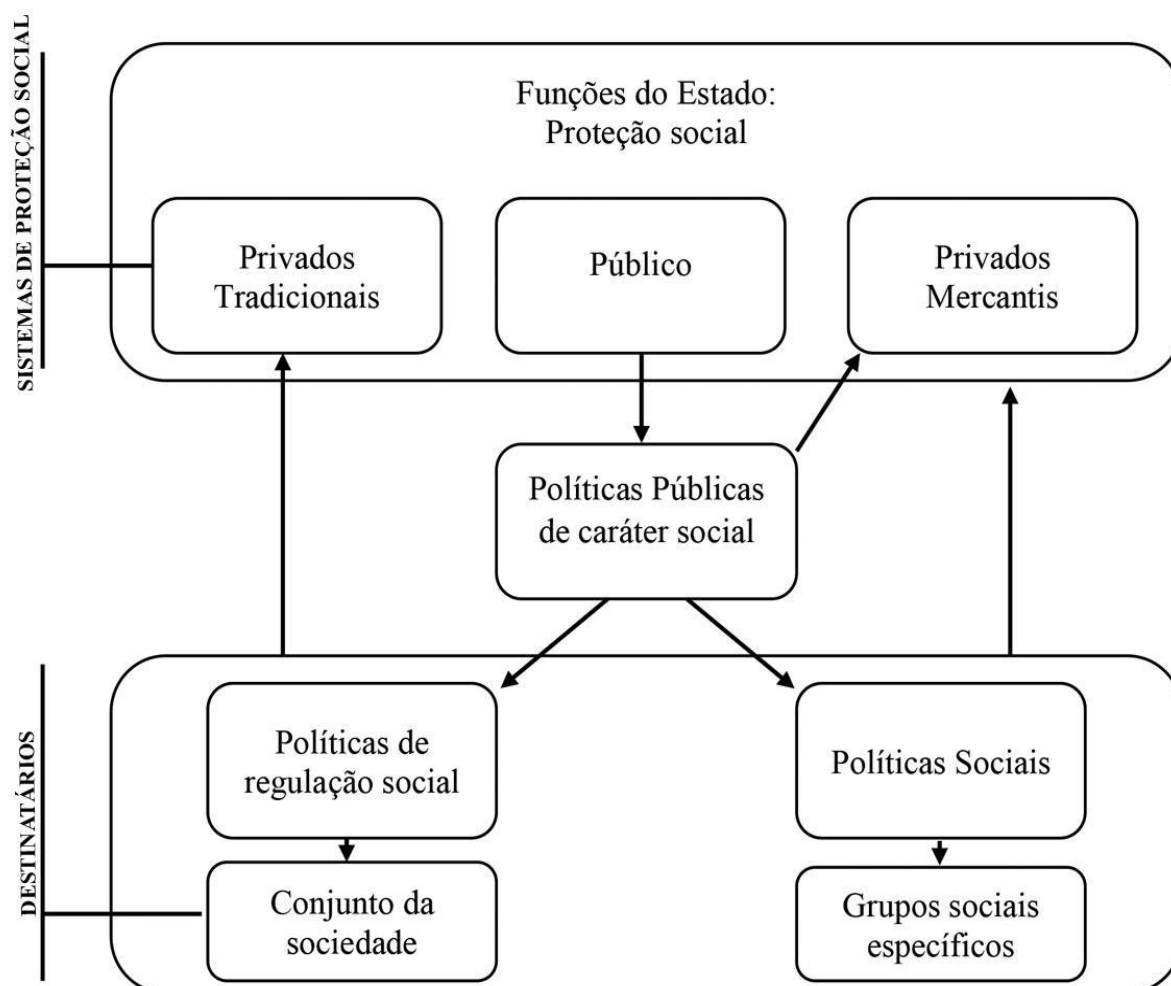 SISTEMAS DE PROTEÇÃO SOCIAL
Funções do Estado:
Proteção social
Privados
Tradicionais
Público
Privados
Mercantis
Políticas Públicas
de caráter social
DESTINATÁRIOS
Políticas de
regulação social
Políticas Sociais
Conjunto da
sociedade
Grupos sociais
específicos